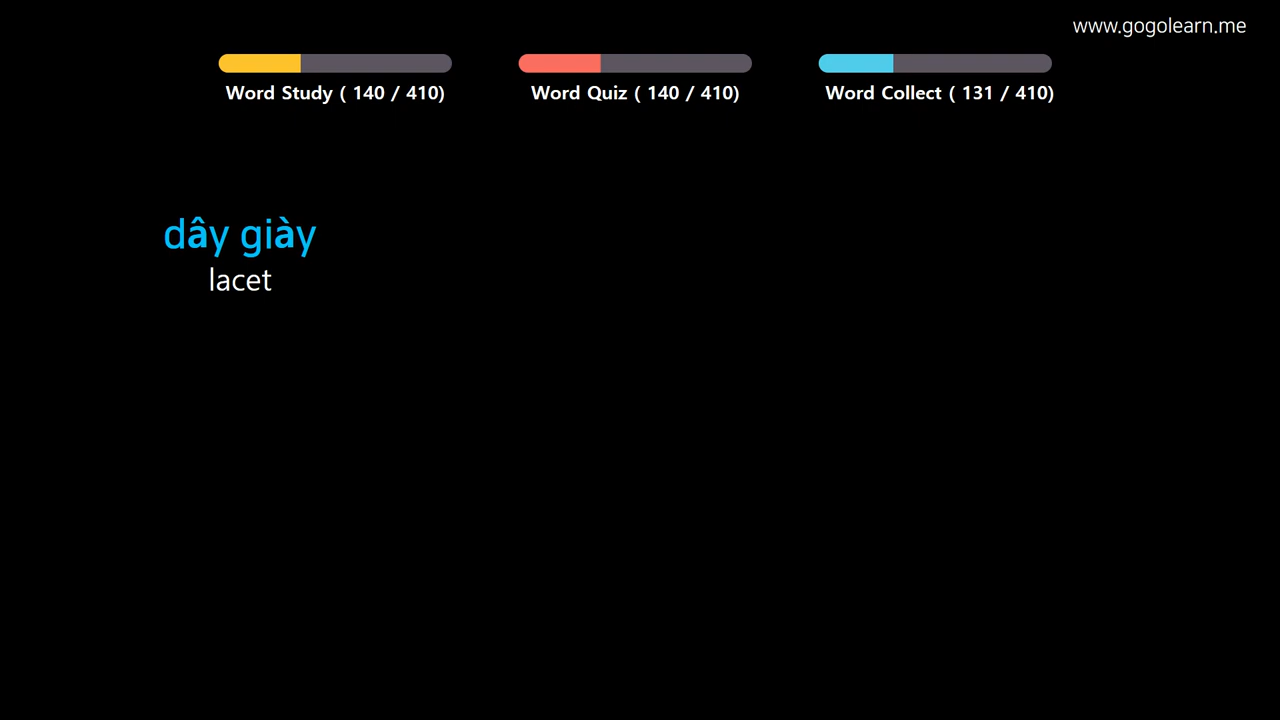 www.gogolearn.me
Word Study ( 140 / 410)
Word Quiz ( 140 / 410)
Word Collect ( 131 / 410)
dây giày
lacet